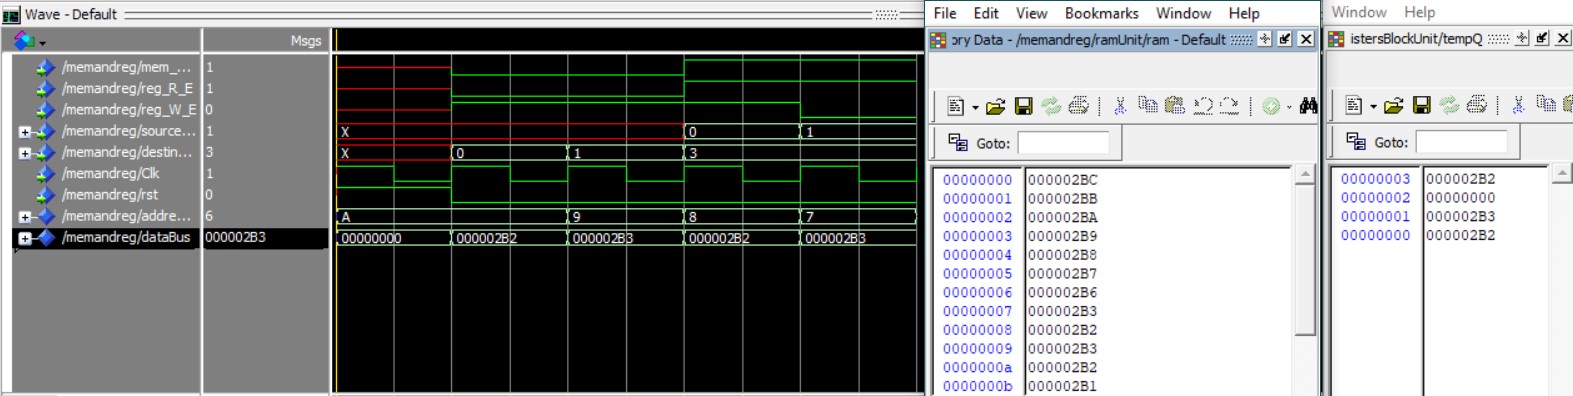 Wave - Default
Msgs
/memandreg/mem_... 1
/memandreg/reg_R_E 1
/memandreg/reg_W_E 0
/memandreg/source... 1 X 0 1
/memandreg/destin... 3 X 0 1 3
/memandreg/Clk 1
/memandreg/rst 0
/memandreg/addre... 6 A 9 8 7
/memandreg/dataBus 000002B3 00000000 000002B2 000002B3 000002B2 000002B3
File Edit View Bookmarks Window Help
ory Data - /memandreg/ramUnit/ram - Default
Goto:
00000000 000002BC
00000001 000002BB
00000002 000002BA
00000003 000002B9
00000004 000002B8
00000005 000002B7
00000006 000002B6
00000007 000002B3
00000008 000002B2
00000009 000002B3
0000000a 000002B2
0000000b 000002B1
Window Help
istersBlockUnit/tempQ
Goto:
00000003 000002B2
00000002 00000000
00000001 000002B3
00000000 000002B2